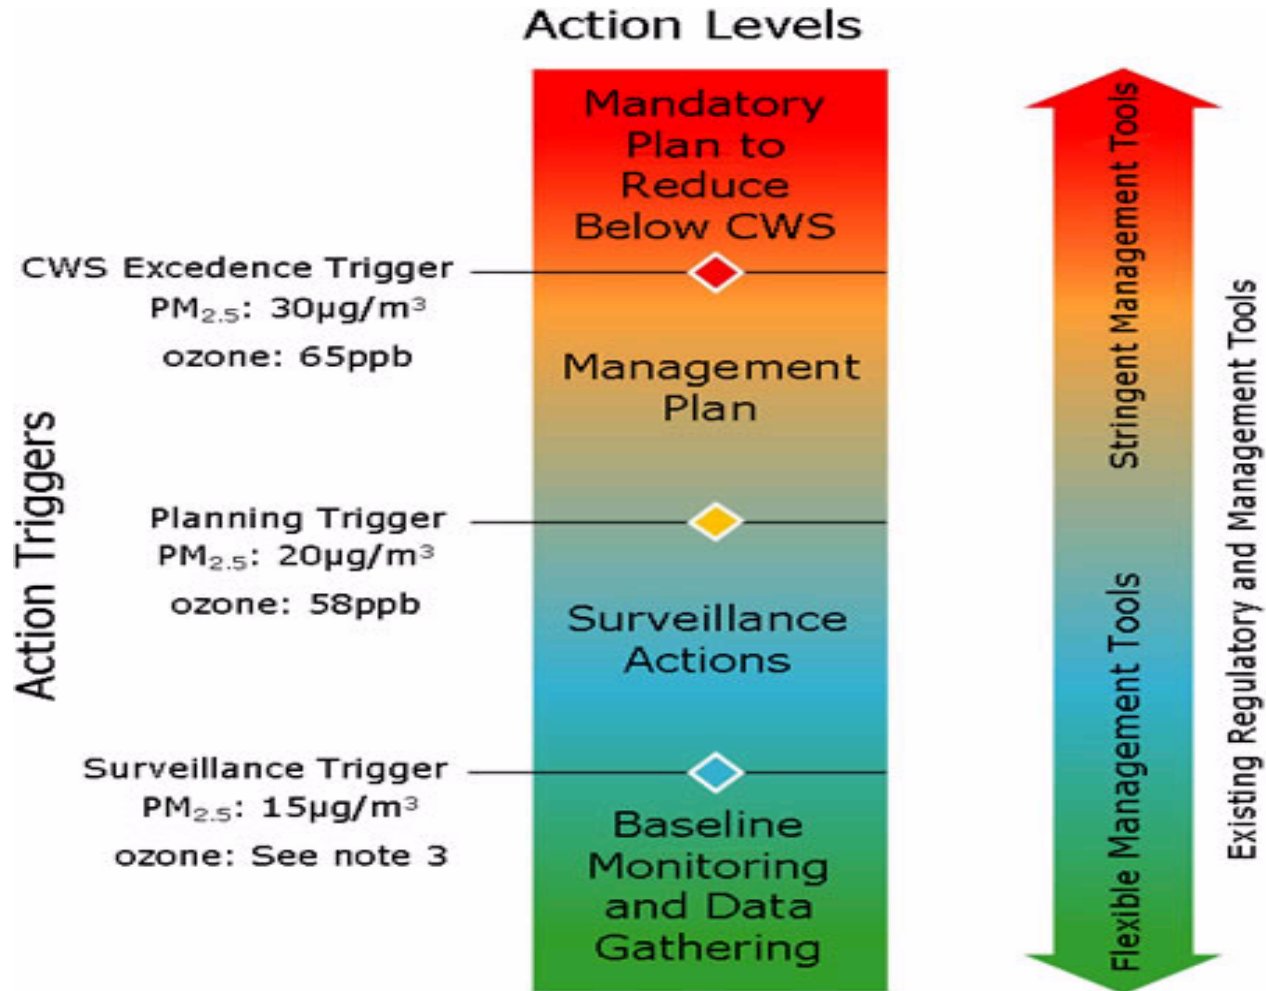 Action Levels
Mandatory
Plan to
Reduce
Below CWS
CWS Excedence Trigger
PM₂.₅: 30µg/m³
ozone: 65ppb
Management
Plan
Planning Trigger
PM₂.₅: 20µg/m³
ozone: 58ppb
Surveillance
Actions
Surveillance Trigger
PM₂.₅: 15µg/m³
ozone: See note 3
Baseline
Monitoring
and Data
Gathering
Action Triggers
Stringent Management Tools
Flexible Management Tools
Existing Regulatory and Management Tools